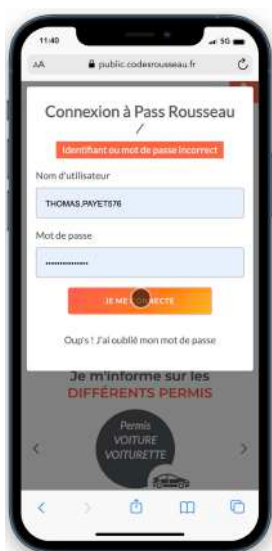 11:40
5G
AA
public.codesrousseau.fr
Connexion à Pass Rousseau
/
Identifiant ou mot de passe incorrect
Nom d'utilisateur
THOMAS.PAYET576
Mot de passe
JE ME CONNECTE
Oup's ! J'ai oublié mon mot de passe
Je m'informe sur les
DIFFÉRENTS PERMIS
Permis
VOITURE
VOITURETTE